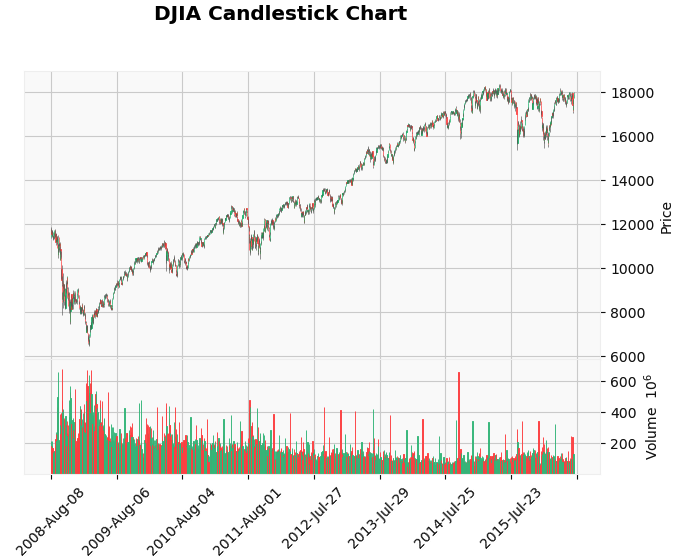 DJIA Candlestick Chart
18000
16000
14000
12000
10000
8000
6000
Price
600
400
200
Volume 10⁶
2008-Aug-08
2009-Aug-06
2010-Aug-04
2011-Aug-01
2012-Jul-27
2013-Jul-29
2014-Jul-25
2015-Jul-23